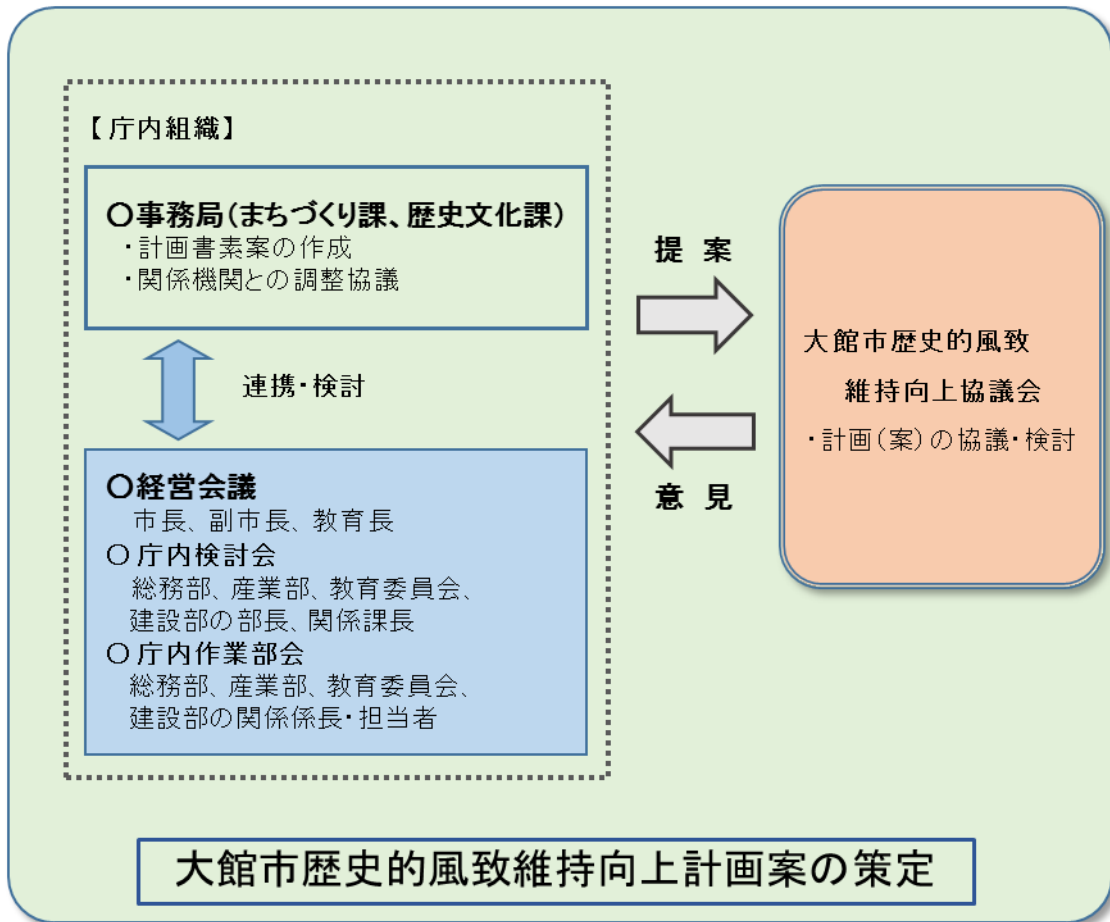 【庁内組織】
〇事務局(まちづくり課、歴史文化課)
・計画書素案の作成
・関係機関との調整協議
連携・検討
〇経営会議
市長、副市長、教育長
〇庁内検討会
総務部、産業部、教育委員会、
建設部の部長、関係課長
〇庁内作業部会
総務部、産業部、教育委員会、
建設部の関係係長・担当者
提 案
意 見
大館市歴史的風致
維持向上協議会
・計画(案)の協議・検討
大館市歴史的風致維持向上計画案の策定